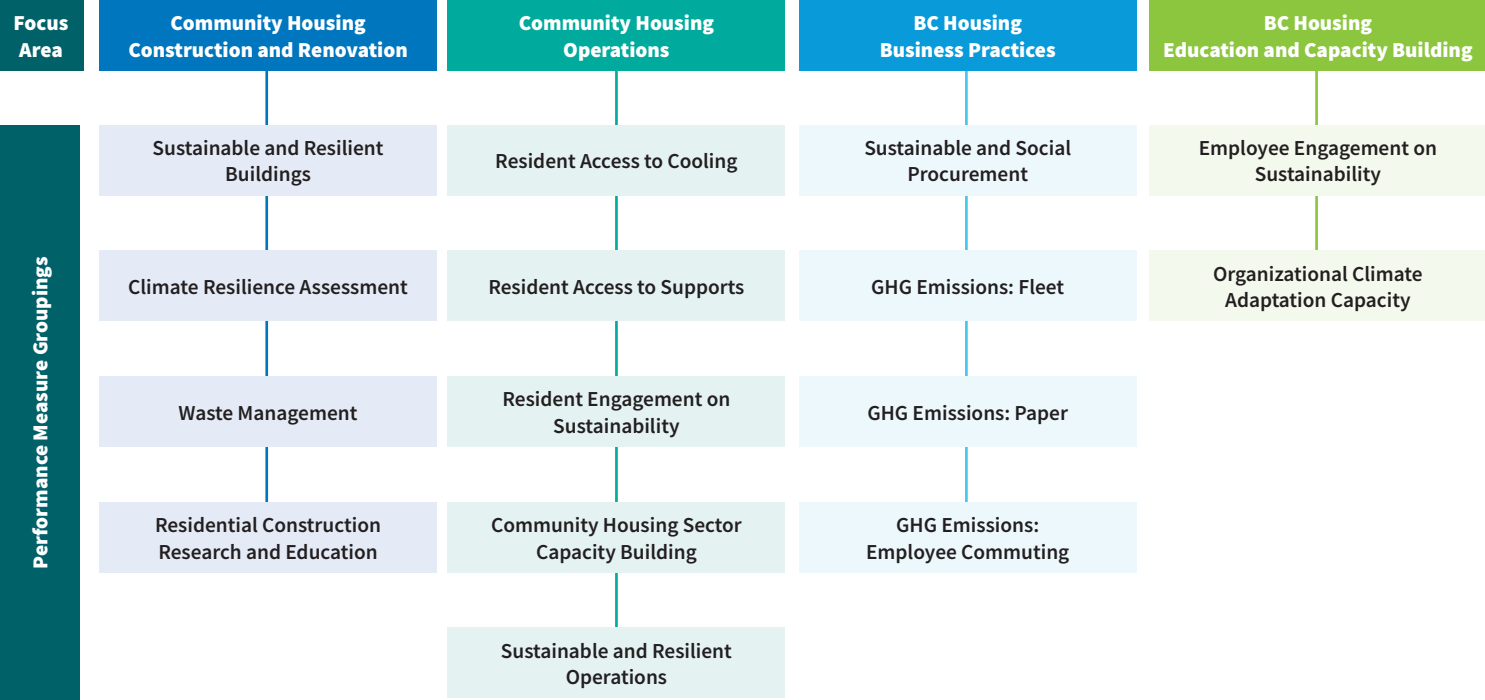 Focus
Area
Community Housing
Construction and Renovation
Community Housing
Operations
BC Housing
Business Practices
BC Housing
Education and Capacity Building
Performance Measure Groupings
Sustainable and Resilient
Buildings
Climate Resilience Assessment
Waste Management
Residential Construction
Research and Education
Resident Access to Cooling
Resident Access to Supports
Resident Engagement on
Sustainability
Community Housing Sector
Capacity Building
Sustainable and Resilient
Operations
Sustainable and Social
Procurement
GHG Emissions: Fleet
GHG Emissions: Paper
GHG Emissions:
Employee Commuting
Employee Engagement on
Sustainability
Organizational Climate
Adaptation Capacity